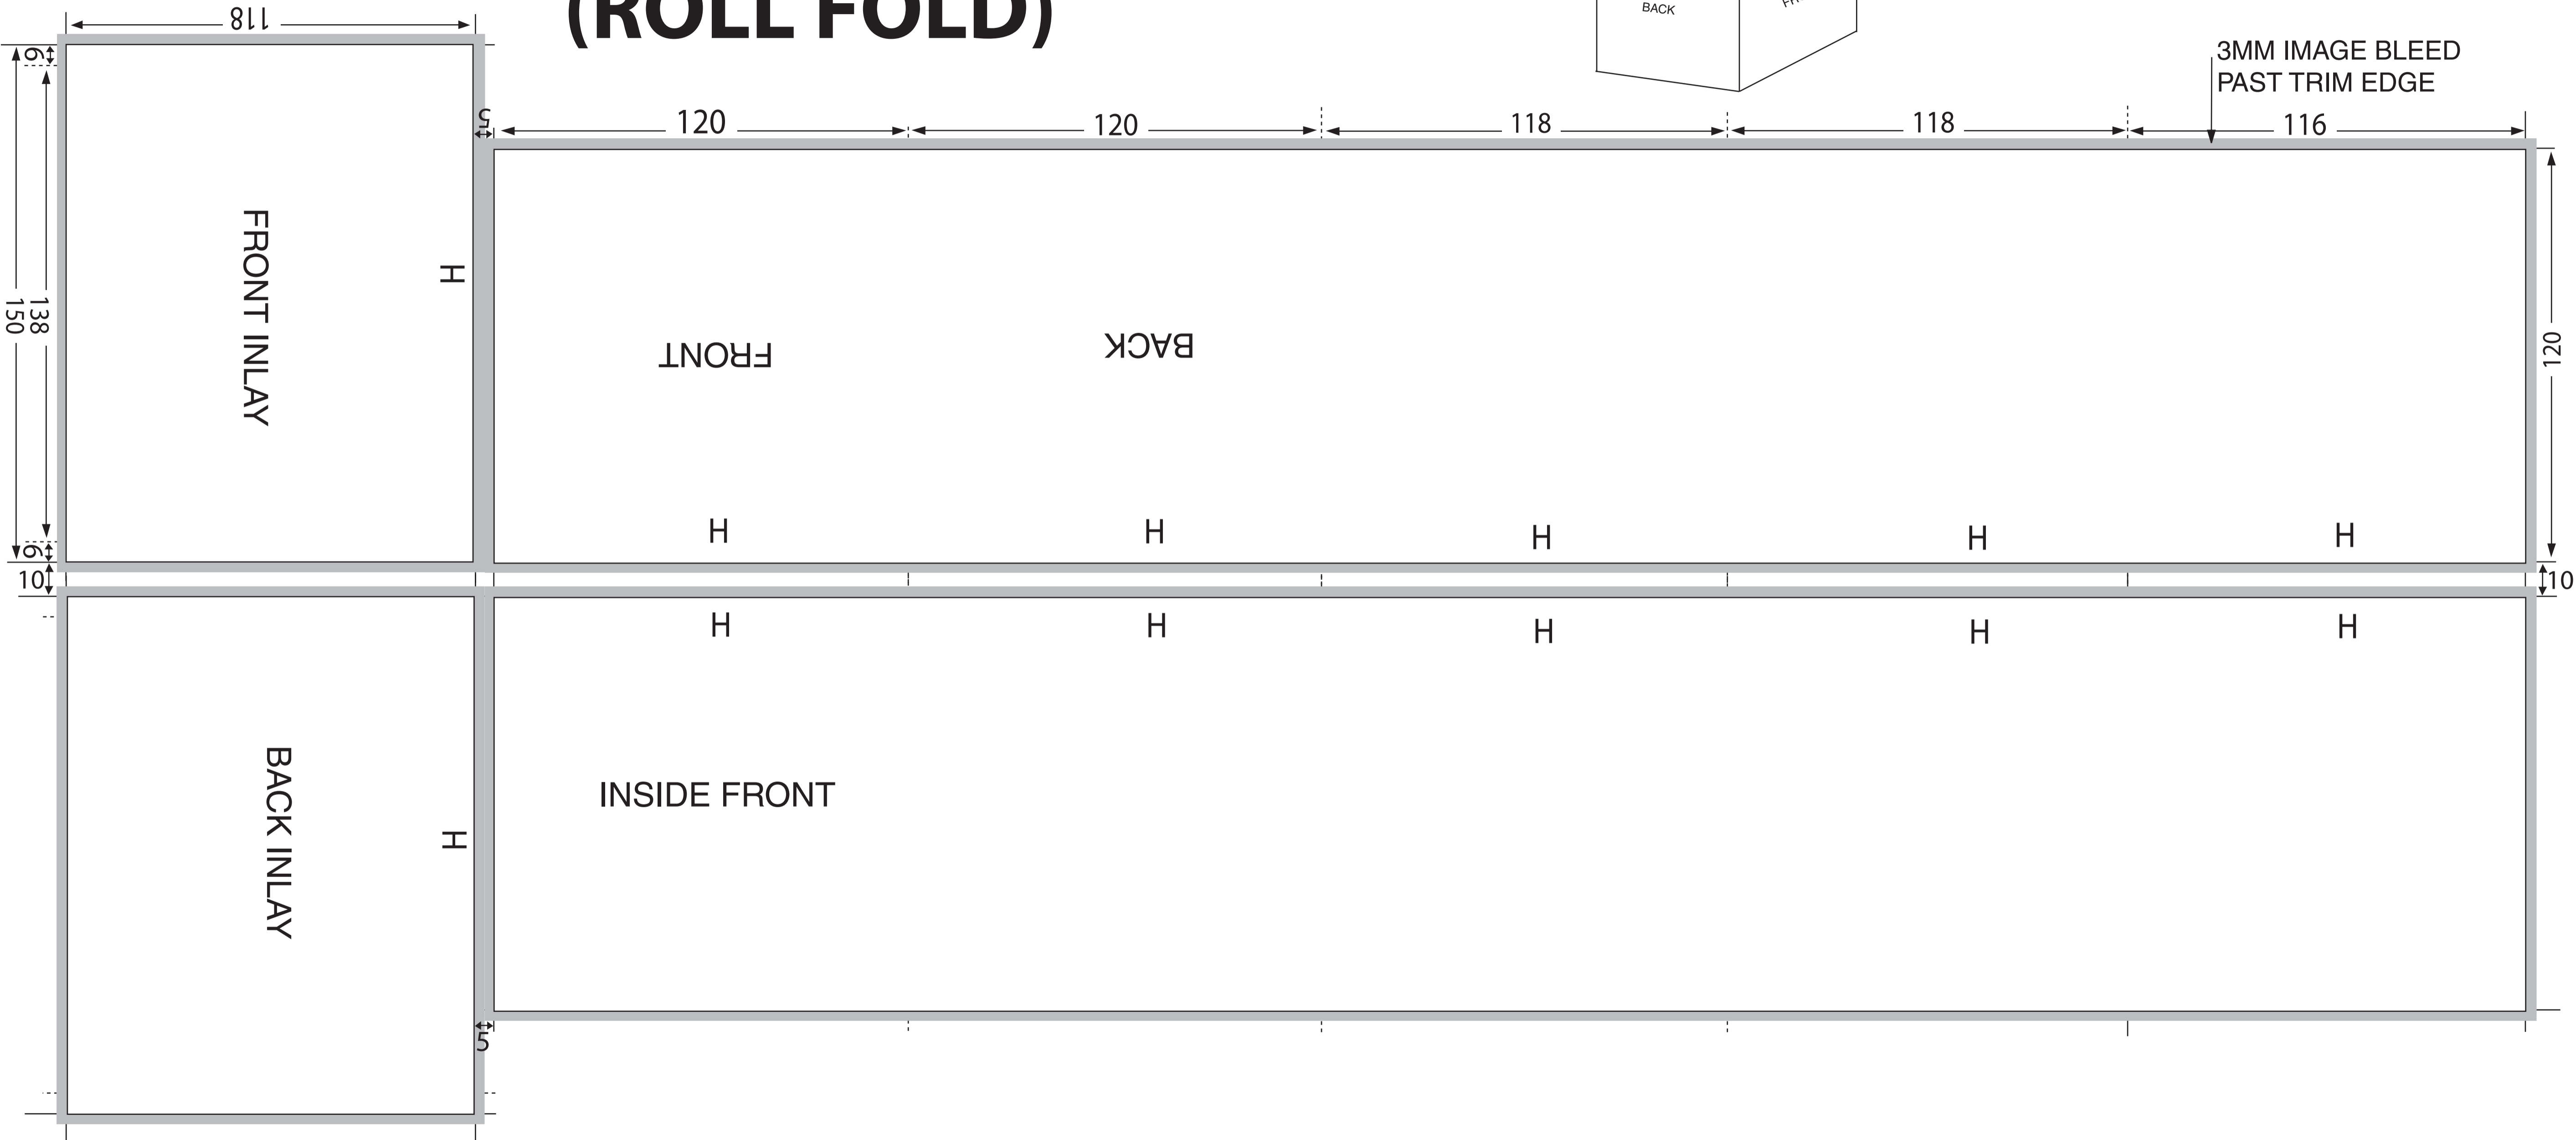 (ROLL FOLD)
BACK
3MM IMAGE BLEED
PAST TRIM EDGE
118
6
5
120
120
118
118
116
FRONT INLAY
H
138
150
FRONT
BACK
120
H
H
H
H
H
6
10
10
H
H
H
H
H
BACK INLAY
H
INSIDE FRONT
5